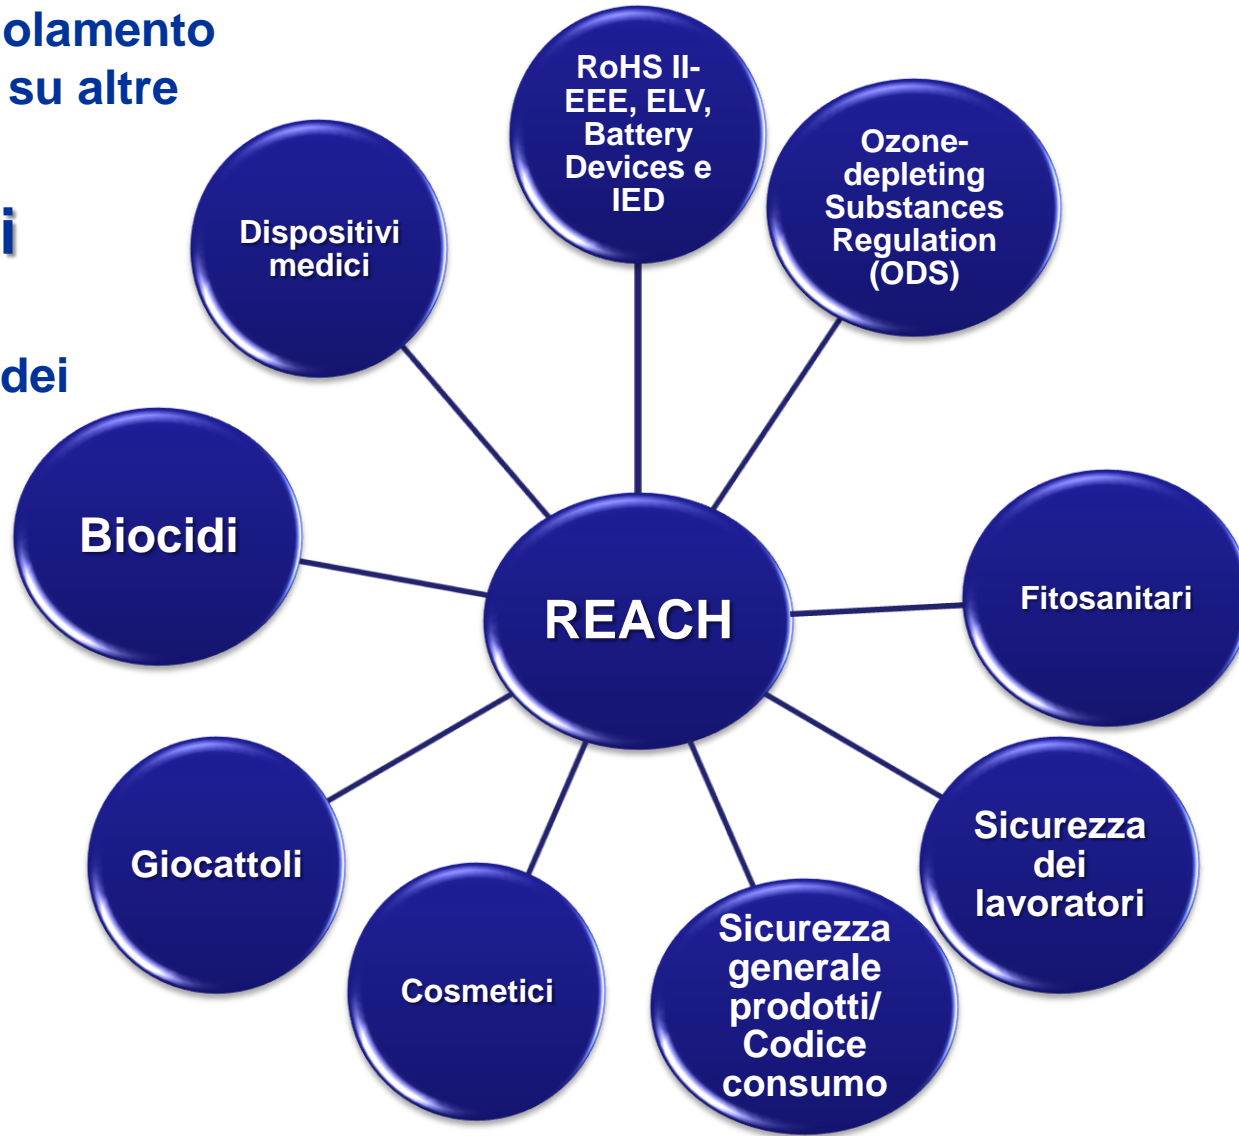 olamento
su altre
i
dei
RoHS II-
EEE, ELV,
Battery
Devices e
IED
Ozone-
depleting
Substances
Regulation
(ODS)
Dispositivi
medici
Biocidi
REACH
Fitosanitari
Giocattoli
Sicurezza
dei
lavoratori
Cosmetici
Sicurezza
generale
prodotti/
Codice
consumo